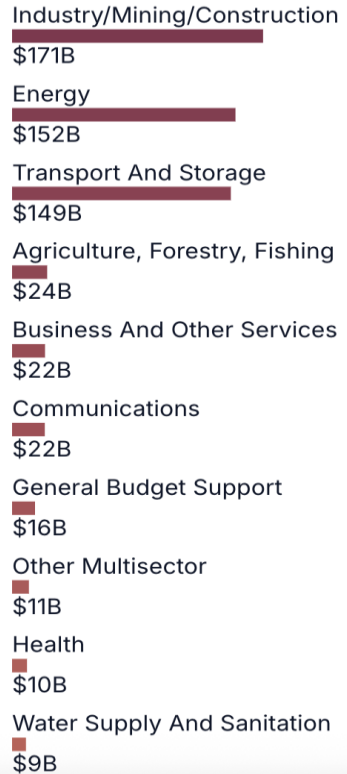 Industry/Mining/Construction
$171B
Energy
$152B
Transport And Storage
$149B
Agriculture, Forestry, Fishing
$24B
Business And Other Services
$22B
Communications
$22B
General Budget Support
$16B
Other Multisector
$11B
Health
$10B
Water Supply And Sanitation
$9B